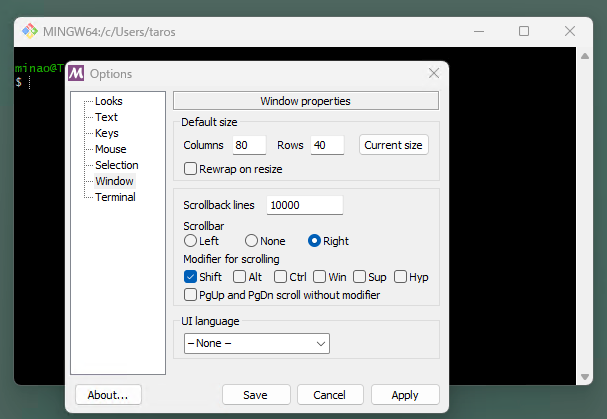 MINGW64:/c/Users/taros
minao@T
$
M Options
Looks
Text
Keys
Mouse
Selection
Window
Terminal
Window properties
Default size
Columns 80 Rows 40 Current size
Rewrap on resize
Scrollback lines 10000
Scrollbar
Left None Right
Modifier for scrolling
Shift Alt Ctrl Win Sup Hyp
PgUp and PgDn scroll without modifier
UI language
– None –
About... Save Cancel Apply